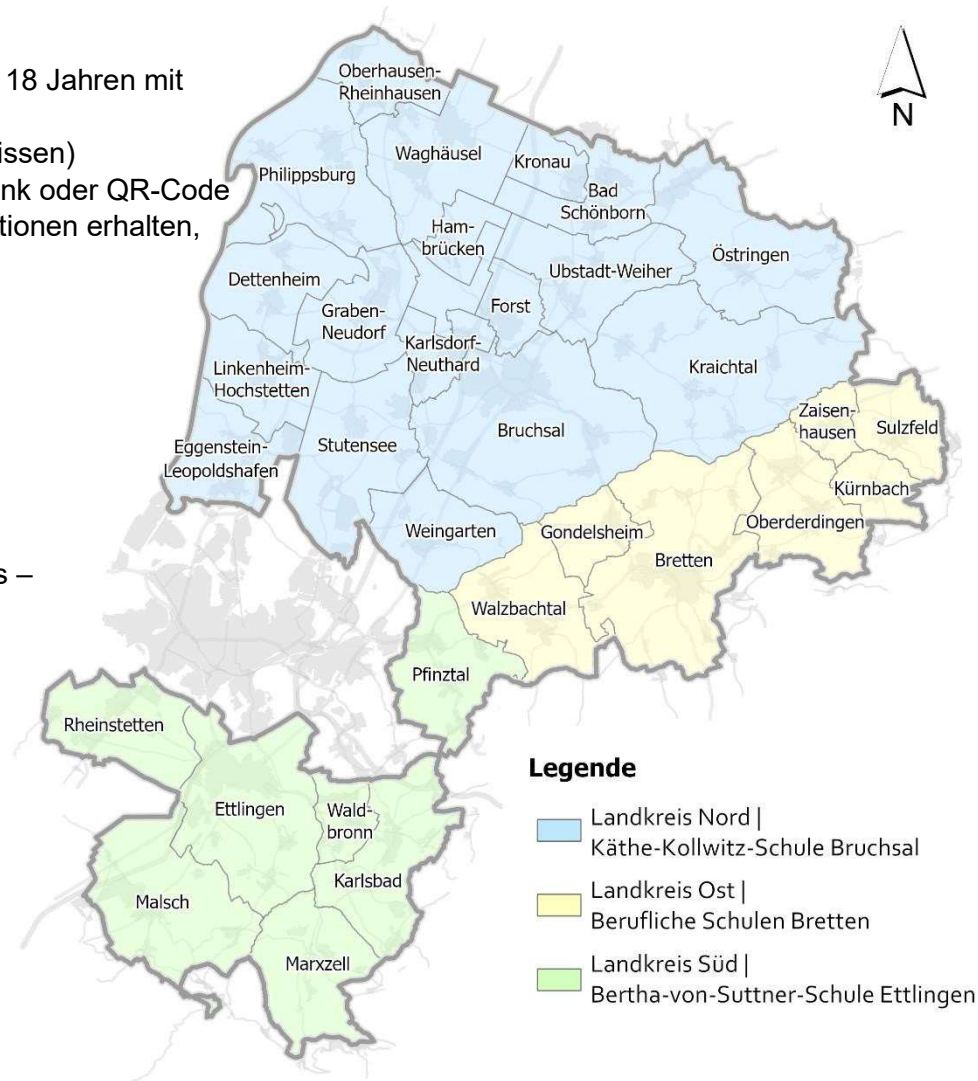 18 Jahren mit
issen)
nk oder QR-Code
tionen erhalten,
s –
N
Oberhausen-
Rheinhausen
Waghäusel
Kronau
Philippsburg
Bad
Schönborn
Ham-
brücken
Östringen
Dettenheim
Ubstadt-Weiher
Forst
Graben-
Neudorf
Karlsdorf-
Neuthard
Linkenheim-
Hochstetten
Kraichtal
Zaisen-
hausen
Sulzfeld
Bruchsal
Stutensee
Eggenstein-
Leopoldshafen
Kürnbach
Weingarten
Gondelsheim
Oberderdingen
Bretten
Walzbachtal
Pfinztal
Rheinstetten
Ettlingen
Wald-
bronn
Karlsbad
Malsch
Marxzell
Legende
Landkreis Nord |
Käthe-Kollwitz-Schule Bruchsal
Landkreis Ost |
Berufliche Schulen Bretten
Landkreis Süd |
Bertha-von-Suttner-Schule Ettlingen